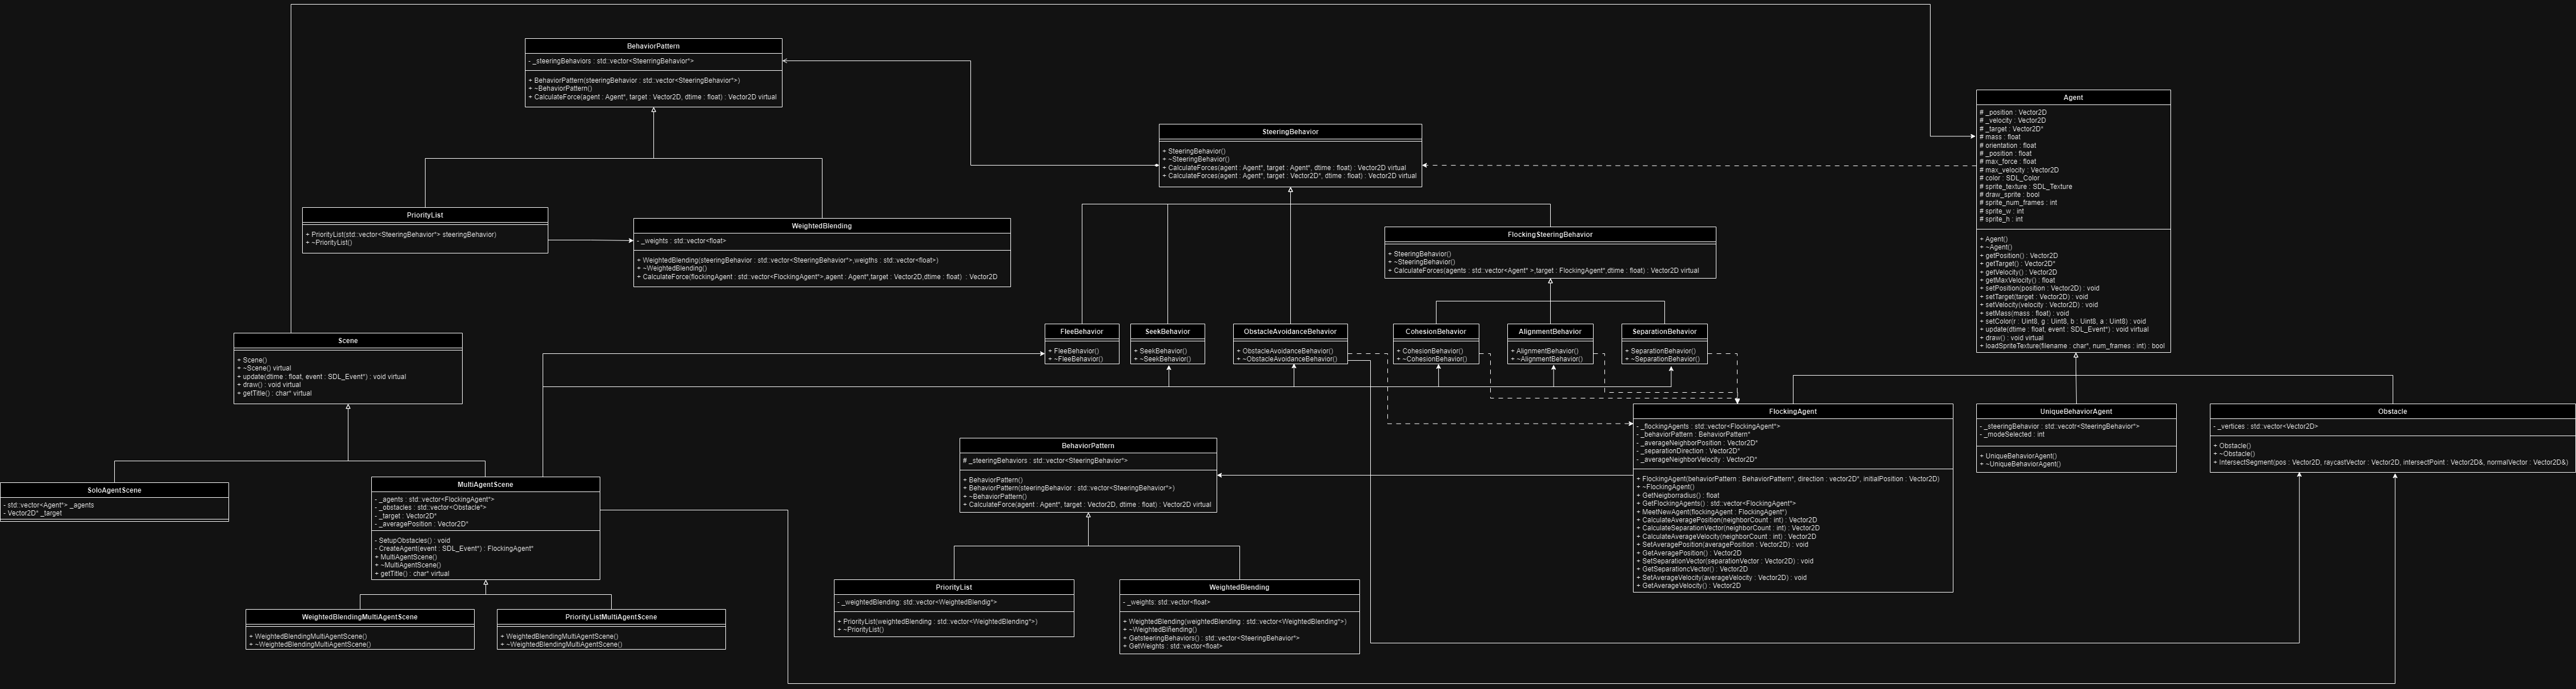 BehaviorPattern
- _steeringBehaviors : std::vector<SteerringBehavior*>
+ BehaviorPattern(steeringBehavior : std::vector<SteeringBehavior*>)
+ ~BehaviorPattern()
+ CalculateForce(agent : Agent*, target : Vector2D, dtime : float) : Vector2D virtual
PriorityList
+ PriorityList(std::vector<SteeringBehavior*> steeringBehavior)
+ ~PriorityList()
WeightedBlending
- _weights : std::vector<float>
+ WeightedBlending(steeringBehavior : std::vector<SteeringBehavior*>,weigths : std::vector<float>)
+ ~WeightedBlending()
+ CalculateForce(flockingAgent : std::vector<FlockingAgent*>,agent : Agent*,target : Vector2D,dtime : float) : Vector2D
SteeringBehavior
+ SteeringBehavior()
+ ~SteeringBehavior()
+ CalculateForces(agent : Agent*, target : Agent*, dtime : float) : Vector2D virtual
+ CalculateForces(agent : Agent*, target : Vector2D*, dtime : float) : Vector2D virtual
Agent
# _position : Vector2D
# _velocity : Vector2D
# _target : Vector2D*
# mass : float
# orientation : float
# _position : float
# max_force : float
# max_velocity : Vector2D
# color : SDL_Color
# sprite_texture : SDL_Texture
# draw_sprite : bool
# sprite_num_frames : int
# sprite_w : int
# sprite_h : int
+ Agent()
+ ~Agent()
+ getPosition() : Vector2D
+ getTarget() : Vector2D*
+ getVelocity() : Vector2D
+ getMaxVelocity() : float
+ setPosition(position : Vector2D) : void
+ setTarget(target : Vector2D) : void
+ setVelocity(velocity : Vector2D) : void
+ setMass(mass : float) : void
+ setColor(r : Uint8, g : Uint8, b : Uint8, a : Uint8) : void
+ update(dtime : float, event : SDL_Event*) : void virtual
+ draw() : void virtual
+ loadSpriteTexture(filename : char*, num_frames : int) : bool
FlockingSteeringBehavior
+ SteeringBehavior()
+ ~SteeringBehavior()
+ CalculateForces(agents : std::vector<Agent* >,target : FlockingAgent*,dtime : float) : Vector2D virtual
Scene
+ Scene()
+ ~Scene() virtual
+ update(dtime : float, event : SDL_Event*) : void virtual
+ draw() : void virtual
+ getTitle() : char* virtual
FleeBehavior
+ FleeBehavior()
+ ~FleeBehavior()
SeekBehavior
+ SeekBehavior()
+ ~SeekBehavior()
ObstacleAvoidanceBehavior
+ ObstacleAvoidanceBehavior()
+ ~ObstacleAvoidanceBehavior()
CohesionBehavior
+ CohesionBehavior()
+ ~CohesionBehavior()
AlignmentBehavior
+ AlignmentBehavior()
+ ~AlignmentBehavior()
SeparationBehavior
+ SeparationBehavior()
+ ~SeparationBehavior()
FlockingAgent
- _flockingAgents : std::vector<FlockingAgent*>
- _behaviorPattern : BehaviorPattern*
- _averageNeighborPosition : Vector2D*
- _separationDirection : Vector2D*
- _averageNeighborVelocity : Vector2D*
+ FlockingAgent(behaviorPattern : BehaviorPattern*, direction : vector2D*, initialPosition : Vector2D)
+ ~FlockingAgent()
+ GetNeigborradius() : float
+ GetFlockingAgents() : std::vector<FlockingAgent*>
+ MeetNewAgent(flockingAgent : FlockingAgent*)
+ CalculateAveragePosition(neighborCount : int) : Vector2D
+ CalculateSeparationVector(neighborCount : int) : Vector2D
+ CalculateAverageVelocity(neighborCount : int) : Vector2D
+ SetAveragePosition(averagePosition : Vector2D) : void
+ GetAveragePosition() : Vector2D
+ SetSeparationVector(separationVector : Vector2D) : void
+ GetSeparationcVector() : Vector2D
+ SetAverageVelocity(averageVelocity : Vector2D) : void
+ GetAverageVelocity() : Vector2D
UniqueBehaviorAgent
- _steeringBehavior : std::vecotr<SteeringBehavior*>
- _modeSelected : int
+ UniqueBehaviorAgent()
+ ~UniqueBehaviorAgent()
Obstacle
- _vertices : std::vector<Vector2D>
+ Obstacle()
+ ~Obstacle()
+ IntersectSegment(pos : Vector2D, raycastVector : Vector2D, intersectPoint : Vector2D&, normalVector : Vector2D&)
BehaviorPattern
# _steeringBehaviors : std::vector<SteeringBehavior*>
+ BehaviorPattern()
+ BehaviorPattern(steeringBehavior : std::vector<SteeringBehavior*>)
+ ~BehaviorPattern()
+ CalculateForce(agent : Agent*, target : Vector2D, dtime : float) : Vector2D virtual
SoloAgentScene
- std::vector<Agent*> _agents
- Vector2D* _target
MultiAgentScene
- _agents : std::vector<FlockingAgent*>
- _obstacles : std::vector<Obstacle*>
- _target : Vector2D*
- _averagePosition : Vector2D*
- SetupObstacles() : void
- CreateAgent(event : SDL_Event*) : FlockingAgent*
+ MultiAgentScene()
+ ~MultiAgentScene()
+ getTitle() : char* virtual
PriorityList
- _weightedBlending: std::vector<WeightedBlendig*>
+ PriorityList(weightedBlending : std::vector<WeightedBlending*>)
+ ~PriorityList()
WeightedBlending
- _weights: std::vector<float>
+ WeightedBlending(weightedBlending : std::vector<WeightedBlending*>)
+ ~WeightedBlñending()
+ GetsteeringBehaviors() : std::vector<SteeringBehavior*>
+ GetWeights : std::vector<float>
WeightedBlendingMultiAgentScene
+ WeightedBlendingMultiAgentScene()
+ ~WeightedBlendingMultiAgentScene()
PriorityListMultiAgentScene
+ WeightedBlendingMultiAgentScene()
+ ~WeightedBlendingMultiAgentScene()